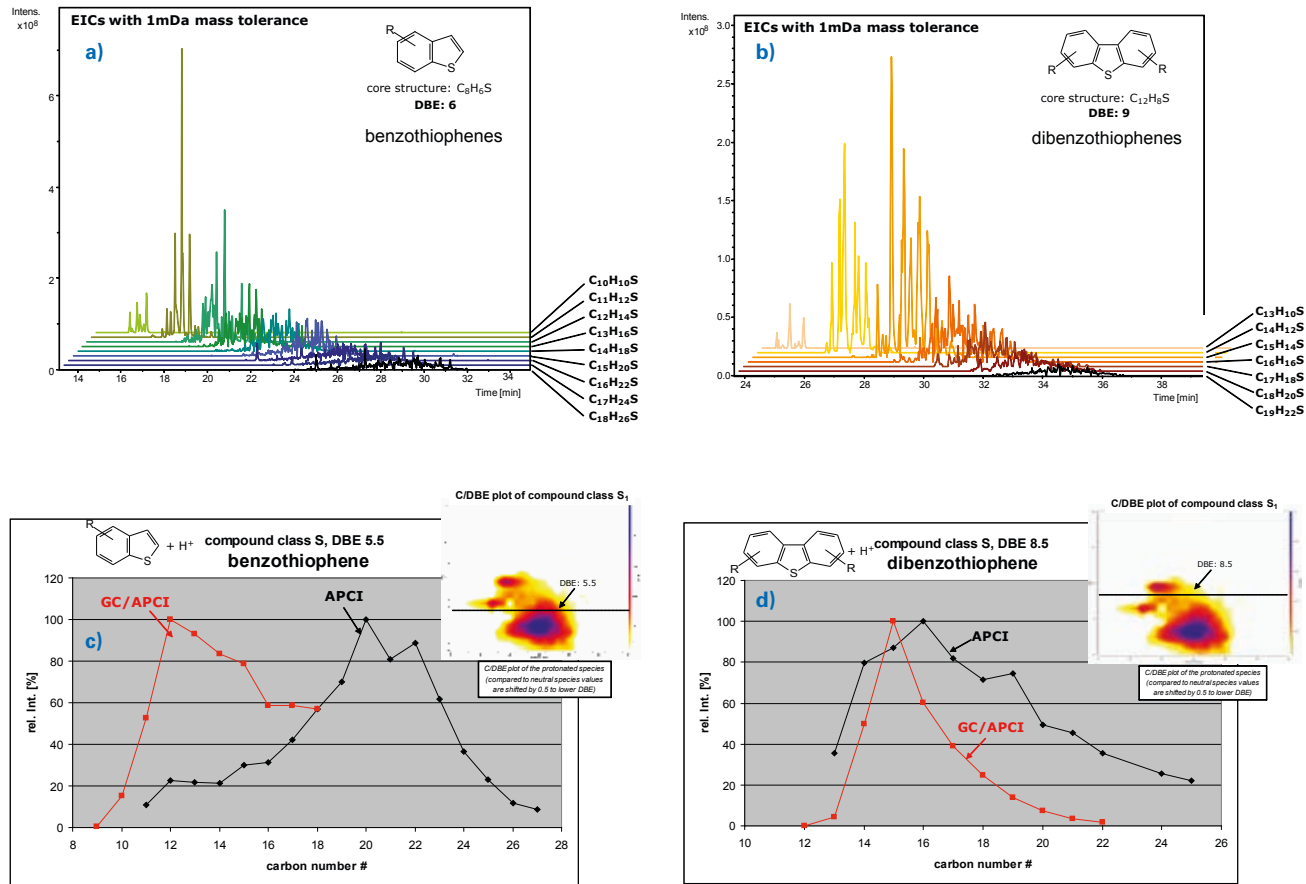 Intens.
x10⁸
EICs with 1mDa mass tolerance
a)
R
S
core structure: C₈H₆S
DBE: 6
benzothiophenes
6
4
2
0
14 16 18 20 22 24 26 28 30 32 34
Time [min]
C₁₀H₁₀S
C₁₁H₁₂S
C₁₂H₁₄S
C₁₃H₁₆S
C₁₄H₁₈S
C₁₅H₂₀S
C₁₆H₂₂S
C₁₇H₂₄S
C₁₈H₂₆S
Intens.
x10⁸
EICs with 1mDa mass tolerance
b)
R S R
core structure: C₁₂H₈S
DBE: 9
dibenzothiophenes
3.0
2.5
2.0
1.5
1.0
0.5
0.0
24 26 28 30 32 34 36 38
Time [min]
C₁₃H₁₀S
C₁₄H₁₂S
C₁₅H₁₄S
C₁₆H₁₆S
C₁₇H₁₈S
C₁₈H₂₀S
C₁₉H₂₂S
C/DBE plot of compound class S₁
DBE: 5.5
C/DBE plot of the protonated species
(compared to neutral species values
are shifted by 0.5 to lower DBE)
R
S
+ H⁺ compound class S, DBE 5.5
benzothiophene
GC/APCI
APCI
c)
rel. Int. [%]
120
100
80
60
40
20
0
8 10 12 14 16 18 20 22 24 26 28
carbon number #
C/DBE plot of compound class S₁
DBE: 8.5
C/DBE plot of the protonated species
(compared to neutral species values
are shifted by 0.5 to lower DBE)
R S R
+ H⁺ compound class S, DBE 8.5
dibenzothiophene
APCI
GC/APCI
d)
rel. Int. [%]
120
100
80
60
40
20
0
10 12 14 16 18 20 22 24 26
carbon number #